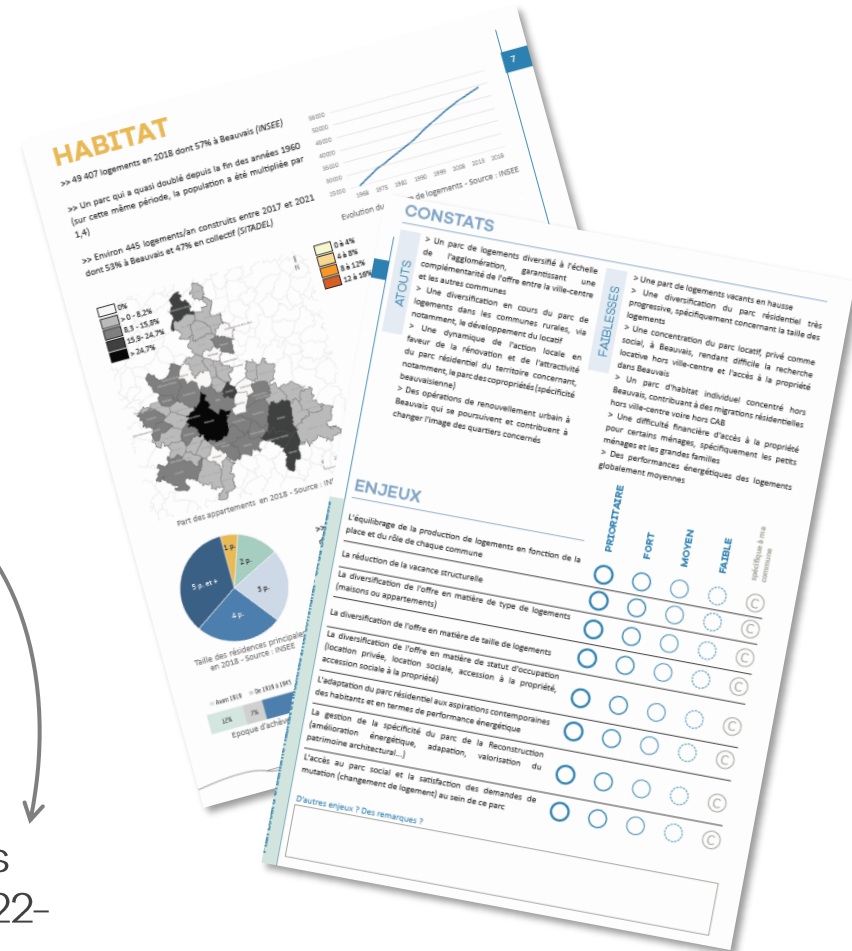 7
HABITAT
>> 49 407 logements en 2018 dont 57% à Beauvais (INSEE)
>> Un parc qui a quasi doublé depuis la fin des années 1960
(sur cette même période, la population a été multipliée par
1,4)
>> Environ 445 logements/an construits entre 2017 et 2021
dont 53% à Beauvais et 47% en collectif (SITADEL)
55000
50000
45000
40000
35000
30000
25000
1968 1975 1982 1990 1999 2008 2013 2018
Evolution du
de logements - Source : INSEE
0 à 4%
4 à 8%
8 à 12%
12 à 16%
0%
> 0 - 8,2%
8,3 - 15,8%
15,9- 24,7%
> 24,7%
Part des appartements en 2018 - Source :
1 p.
2 p.
3 p.
4 p.
5 p. et +
Taille des résidences principales
en 2018 - Source : INSEE
Avant 1919
De 1919 à 1945
12%
7%
Epoque d'achèv
CONSTATS
ATOUTS
> Un parc de logements diversifié à l'échelle
de l'agglomération, garantissant une
complémentarité de l'offre entre la ville-centre
et les autres communes
> Une diversification en cours du parc de
logements dans les communes rurales, via
notamment, le développement du locatif
> Une dynamique de l'action locale en
faveur de la rénovation et de l'attractivité
du parc résidentiel du territoire concernant,
notamment, le parc des copropriétés (spécificité
beauvaisienne)
> Des opérations de renouvellement urbain à
Beauvais qui se poursuivent et contribuent à
changer l'image des quartiers concernés
FAIBLESSES
> Une part de logements vacants en hausse
> Une diversification du parc résidentiel très
progressive, spécifiquement concernant la taille des
logements
> Une concentration du parc locatif, privé comme
social, à Beauvais, rendant difficile la recherche
locative hors ville-centre et l'accès à la propriété
dans Beauvais
> Un parc d'habitat individuel concentré hors
Beauvais, contribuant à des migrations résidentielles
hors ville-centre voire hors CAB
> Une difficulté financière d'accès à la propriété
pour certains ménages, spécifiquement les petits
ménages et les grandes familles
> Des performances énergétiques des logements
globalement moyennes
ENJEUX
PRIORITAIRE
FORT
MOYEN
FAIBLE
spécifique à ma
commune
L'équilibrage de la production de logements en fonction de la
place et du rôle de chaque commune
C
La réduction de la vacance structurelle
C
La diversification de l'offre en matière de type de logements
(maisons ou appartements)
C
La diversification de l'offre en matière de taille de logements
C
La diversification de l'offre en matière de statut d'occupation
(location privée, location sociale, accession à la propriété,
accession sociale à la propriété)
C
L'adaptation du parc résidentiel aux aspirations contemporaines
des habitants et en termes de performance énergétique
C
La gestion de la spécificité du parc de la Reconstruction
(amélioration énergétique, adapation, valorisation du
patrimoine architectural...)
C
L'accès au parc social et la satisfaction des demandes de
mutation (changement de logement) au sein de ce parc
C
D'autres enjeux ? Des remarques ?
s
22-